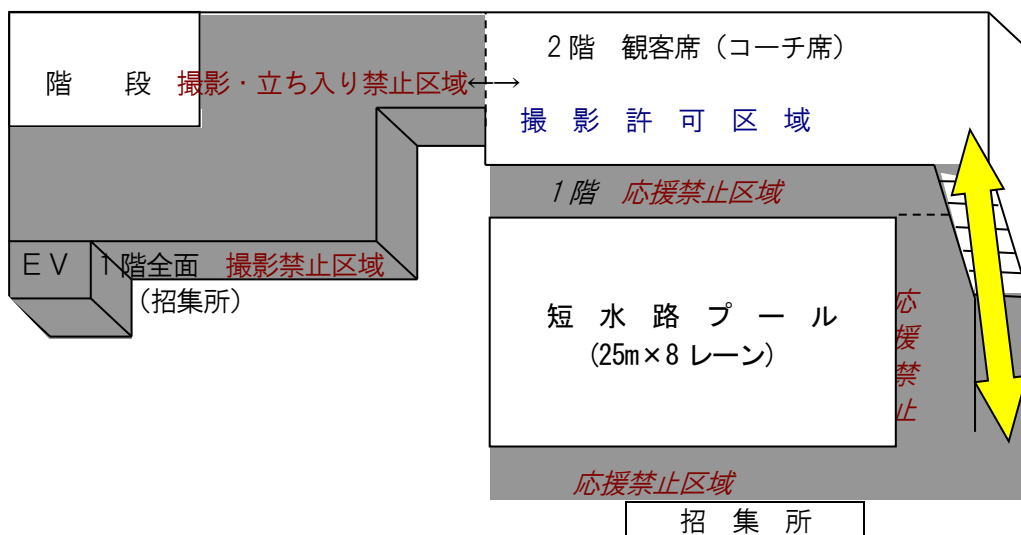 2階 観客席（コーチ席）
階 段 撮影・立ち入り禁止区域←→
撮 影 許 可 区 域
1階 応援禁止区域
ＥＶ 1階全面 撮影禁止区域
（招集所）
応援禁止
短 水 路 プ ー ル
(25m×8 レーン)
応援禁止区域
招 集 所